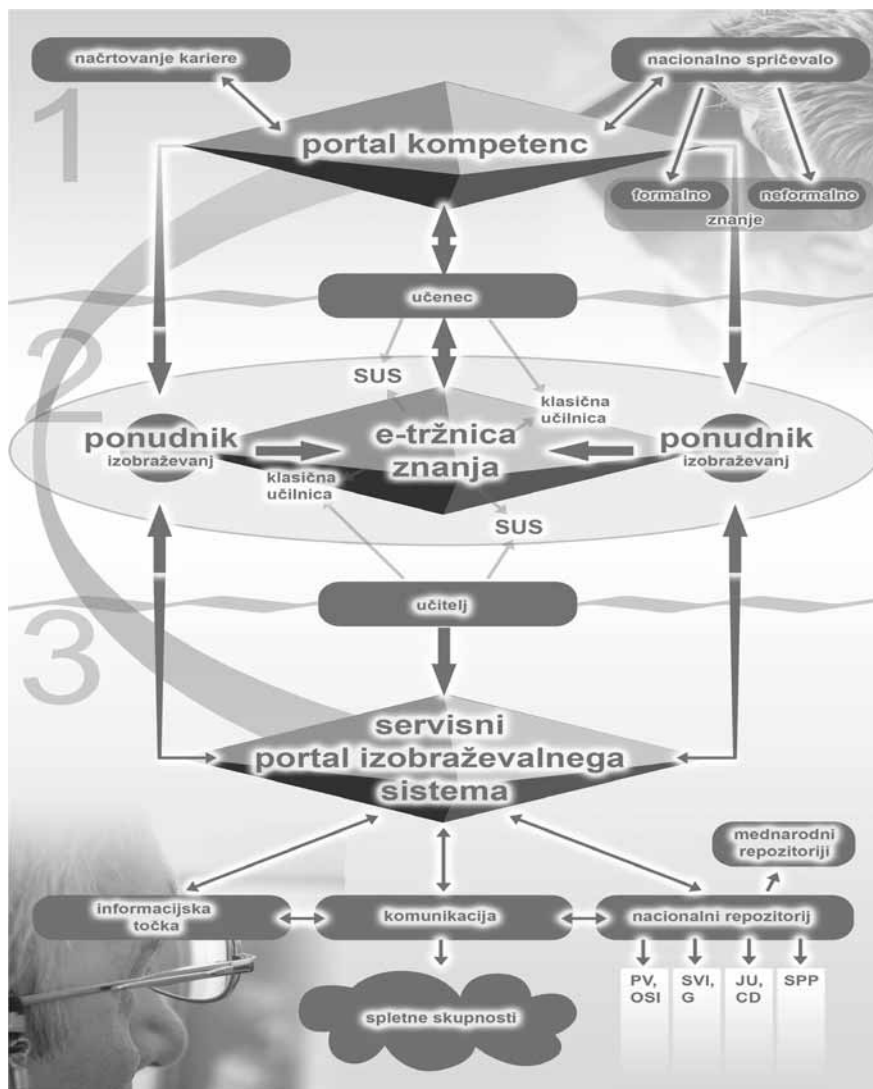 načrtovanje kariere
nacionalno spričevalo
1
portal kompetenc
formalno
neformalno
znanje
učenec
2
SUS
klasična
učilnica
ponudnik
izobraževanj
e-tržnica
znanja
ponudnik
izobraževanj
klasična
učilnica
SUS
učitelj
3
servisni
portal izobraževalnega
sistema
mednarodni
repozitoriji
informacijska
točka
komunikacija
nacionalni repozitorij
PV,
OSI
SVI,
G
JU,
CD
SPP
spletne skupnosti